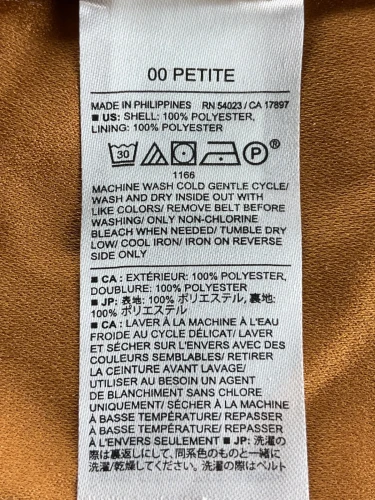 00 PETITE
MADE IN PHILIPPINES RN 54023 / CA 17897
■ US: SHELL: 100% POLYESTER,
LINING: 100% POLYESTER
30 P ®
1166
MACHINE WASH COLD GENTLE CYCLE/
WASH AND DRY INSIDE OUT WITH
LIKE COLORS/ REMOVE BELT BEFORE
WASHING/ ONLY NON-CHLORINE
BLEACH WHEN NEEDED/ TUMBLE DRY
LOW/ COOL IRON/ IRON ON REVERSE
SIDE ONLY
■ CA : EXTÉRIEUR: 100% POLYESTER,
DOUBLURE: 100% POLYESTER
■ JP: 表地: 100% ポリエステル, 裏地:
100% ポリエステル
■ CA : LAVER À LA MACHINE À L'EAU
FROIDE AU CYCLE DÉLICAT/ LAVER
ET SÉCHER SUR L'ENVERS AVEC DES
COULEURS SEMBLABLES/ RETIRER
LA CEINTURE AVANT LAVAGE/
UTILISER AU BESOIN UN AGENT
DE BLANCHIMENT SANS CHLORE
UNIQUEMENT/ SÉCHER À LA MACHINE
À BASSE TEMPÉRATURE/ REPASSER
À BASSE TEMPÉRATURE/ REPASSER
À L'ENVERS SEULEMENT ■ JP: 洗濯の
際は裏返しにして、同系色のものと一緒に
洗濯/乾燥してください。洗濯の際はベルト